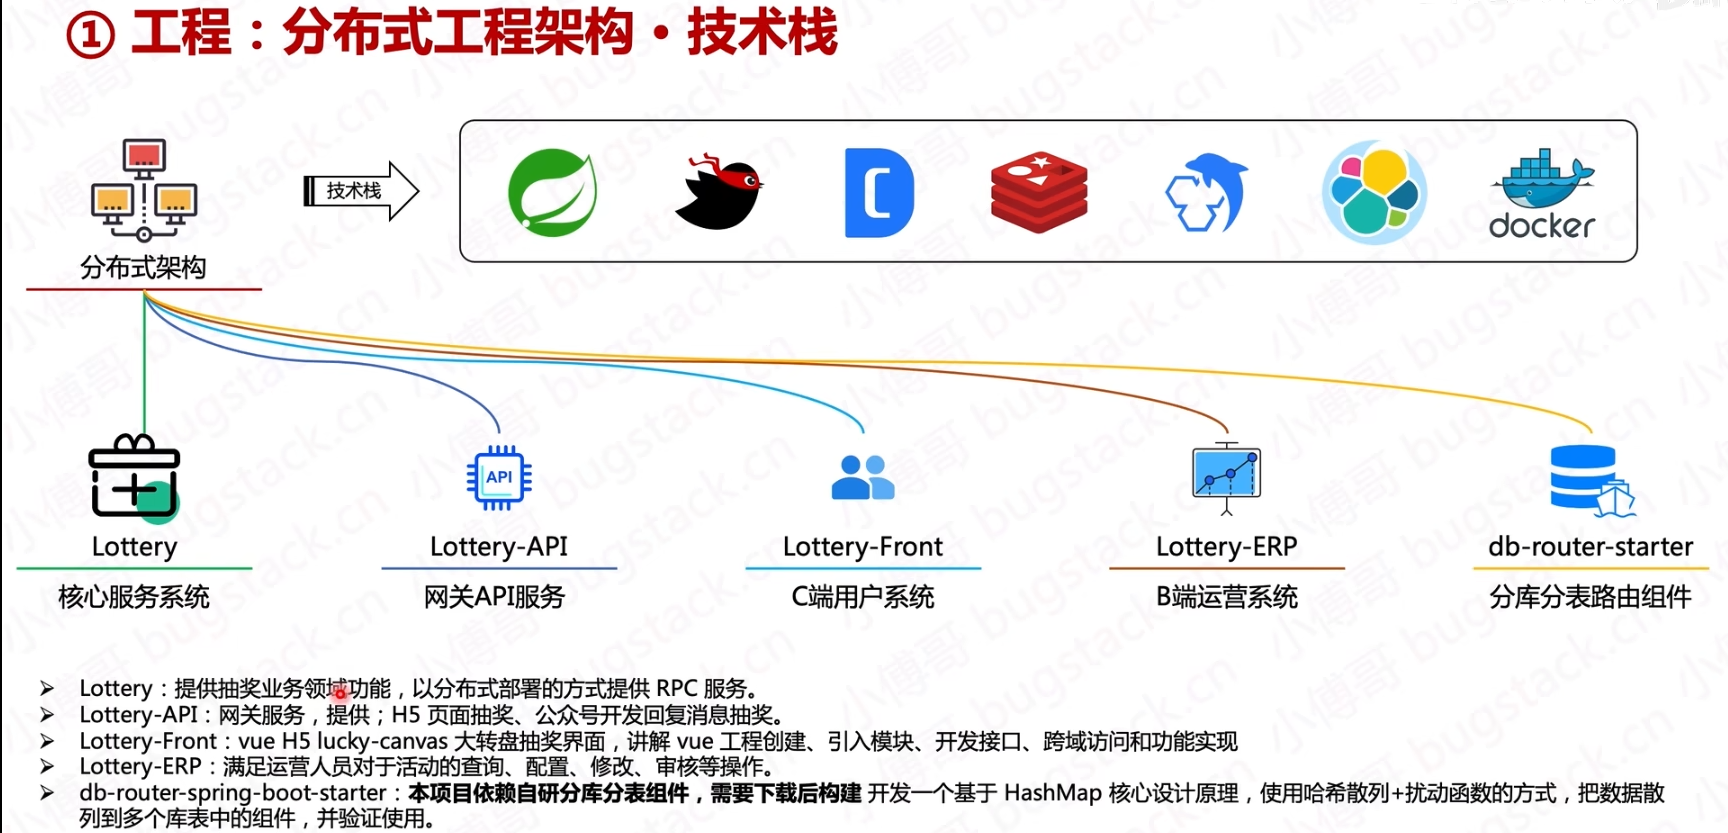 ① 工程：分布式工程架构 • 技术栈
技术栈
docker
分布式架构
API
Lottery
Lottery-API
Lottery-Front
Lottery-ERP
db-router-starter
核心服务系统
网关API服务
C端用户系统
B端运营系统
分库分表路由组件
➢ Lottery：提供抽奖业务领域功能，以分布式部署的方式提供 RPC 服务。
➢ Lottery-API：网关服务，提供；H5 页面抽奖、公众号开发回复消息抽奖。
➢ Lottery-Front：vue H5 lucky-canvas 大转盘抽奖界面，讲解 vue 工程创建、引入模块、开发接口、跨域访问和功能实现
➢ Lottery-ERP：满足运营人员对于活动的查询、配置、修改、审核等操作。
➢ db-router-spring-boot-starter：本项目依赖自研分库分表组件，需要下载后构建 开发一个基于 HashMap 核心设计原理，使用哈希散列+扰动函数的方式，把数据散
列到多个库表中的组件，并验证使用。
小傅哥 bugstack.cn